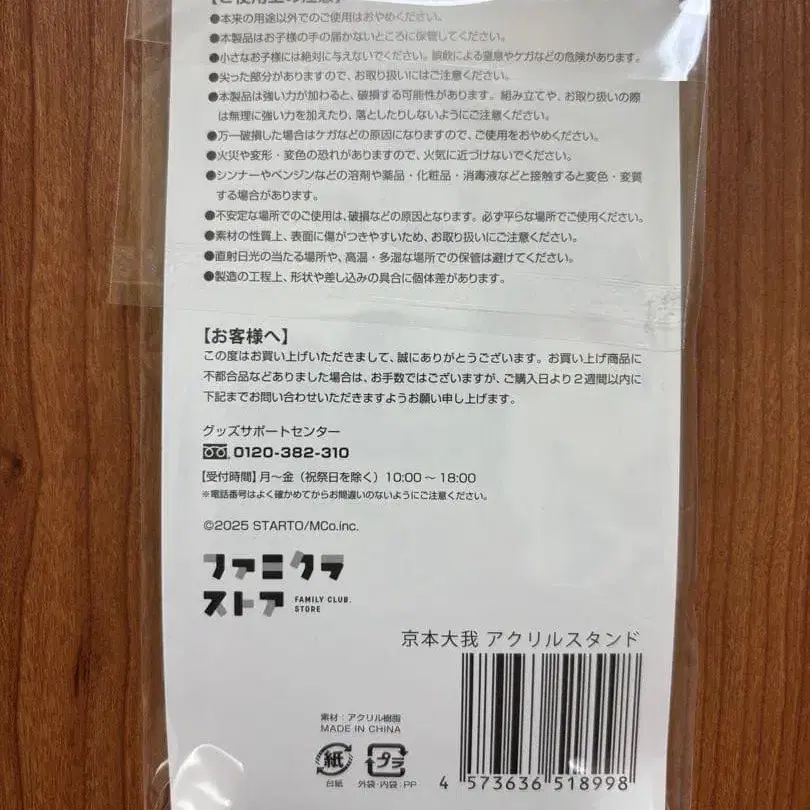 【ご使用上の注意】
●本来の用途以外でのご使用はおやめください。
●本製品はお子様の手の届かないところに保管してください。
●小さなお子様には絶対に与えないでください。誤飲による窒息やケガなどの危険があります。
●尖った部分がありますので、お取り扱いにはご注意ください。
●本製品は強い力が加わると、破損する可能性があります。組み立てや、お取り扱いの際
は無理に強い力を加えたり、落としたりしないようにご注意ください。
●万一破損した場合はケガなどの原因になりますので、ご使用をおやめください。
●火災や変形・変色の恐れがありますので、火気に近づけないでください。
●シンナーやベンジンなどの溶剤や薬品・化粧品・消毒液などと接触すると変色・変質
する場合があります。
●不安定な場所でのご使用は、破損などの原因となります。必ず平らな場所でご使用ください。
●素材の性質上、表面に傷がつきやすいため、お取り扱いにご注意ください。
●直射日光の当たる場所や、高温・多湿な場所での保管は避けてください。
●製造の工程上、形状や差し込みの具合に個体差があります。
【お客様へ】
この度はお買い上げいただきまして、誠にありがとうございます。お買い上げ商品に
不都合品などありました場合は、お手数ではございますが、ご購入日より2週間以内に
下記までお問い合わせいただきますようお願い申し上げます。
グッズサポートセンター
0120-382-310
【受付時間】月～金（祝祭日を除く）10:00～18:00
※電話番号はよく確かめてからお間違いのないようにご注意ください。
©2025 STARTO/MCo.inc.
ファミクラ
ストア FAMILY CLUB.
STORE
京本大我 アクリルスタンド
素材：アクリル樹脂
MADE IN CHINA
紙 プラ
台紙 外袋・内袋：PP
4 573636 518998